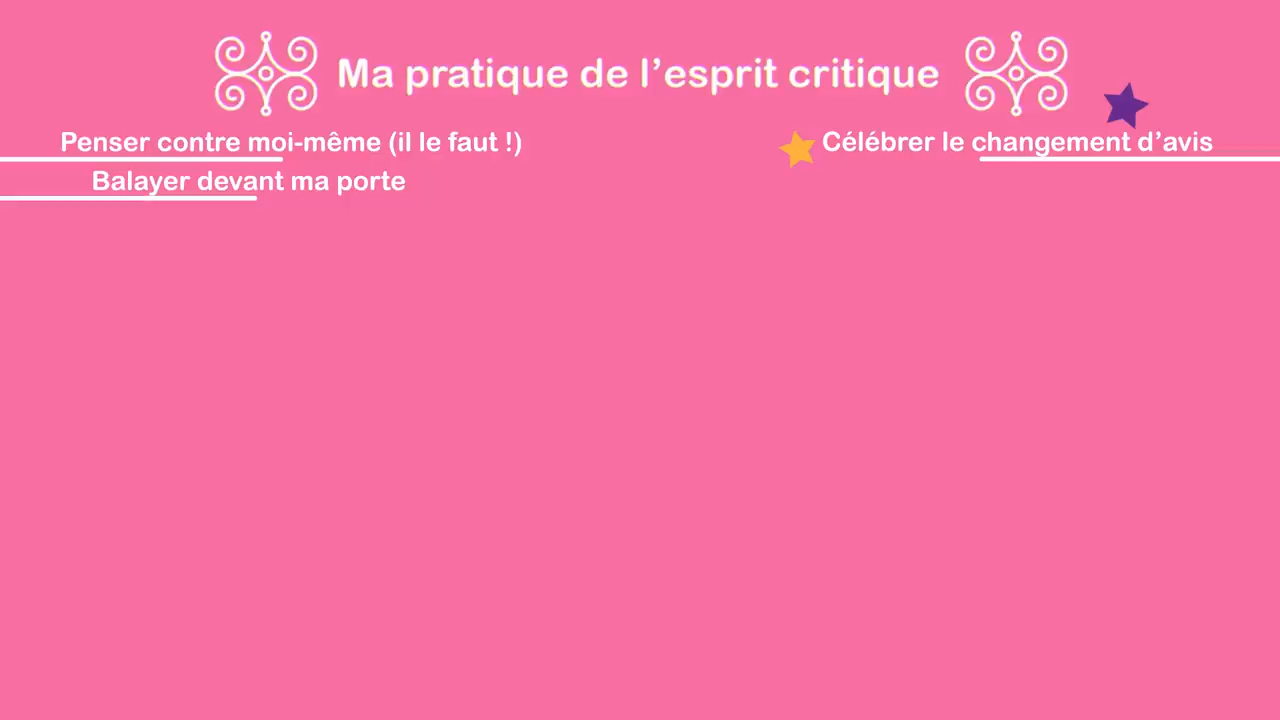 Ma pratique de l’esprit critique
Penser contre moi-même (il le faut !)
Célébrer le changement d’avis
Balayer devant ma porte